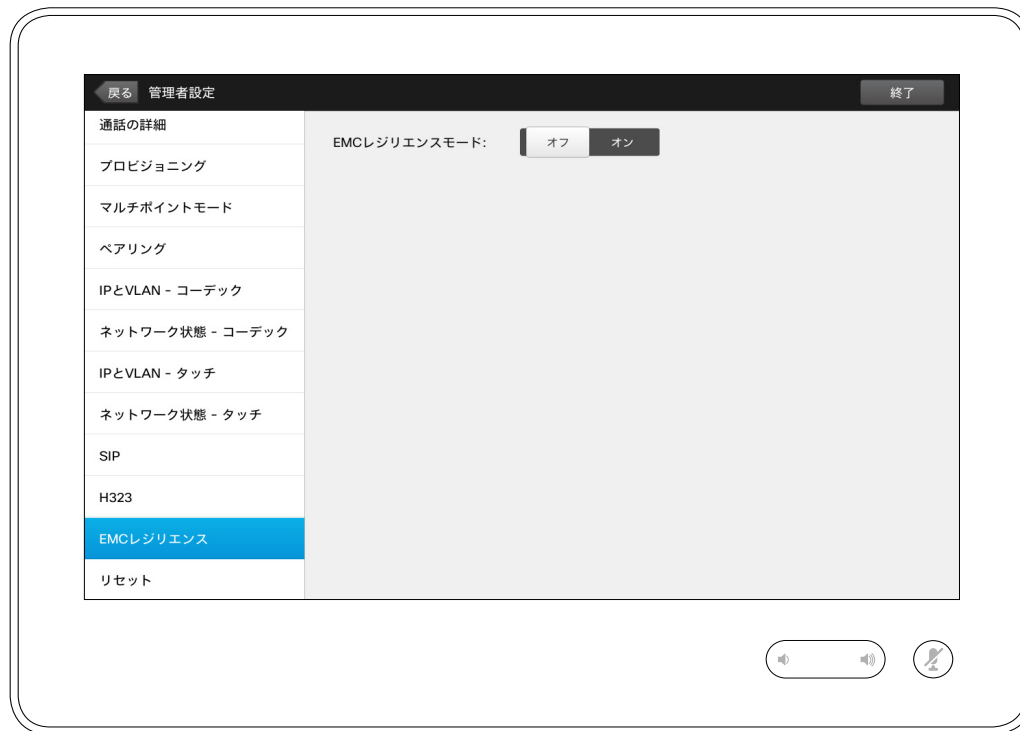 戻る 管理者設定 終了
通話の詳細
プロビジョニング
マルチポイントモード
ペアリング
IPとVLAN - コーデック
ネットワーク状態 - コーデック
IPとVLAN - タッチ
ネットワーク状態 - タッチ
SIP
H323
EMCレジリエンス
リセット
EMCレジリエンスモード: オフ オン